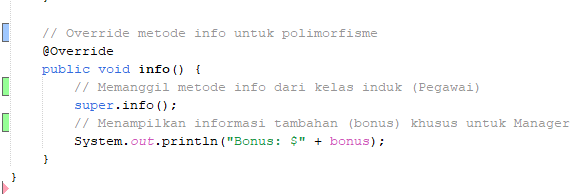 // Override metode info untuk polimorfisme
@Override
public void info() {
// Memanggil metode info dari kelas induk (Pegawai)
super.info();
// Menampilkan informasi tambahan (bonus) khusus untuk Manager
System.out.println("Bonus: $" + bonus);
}
}